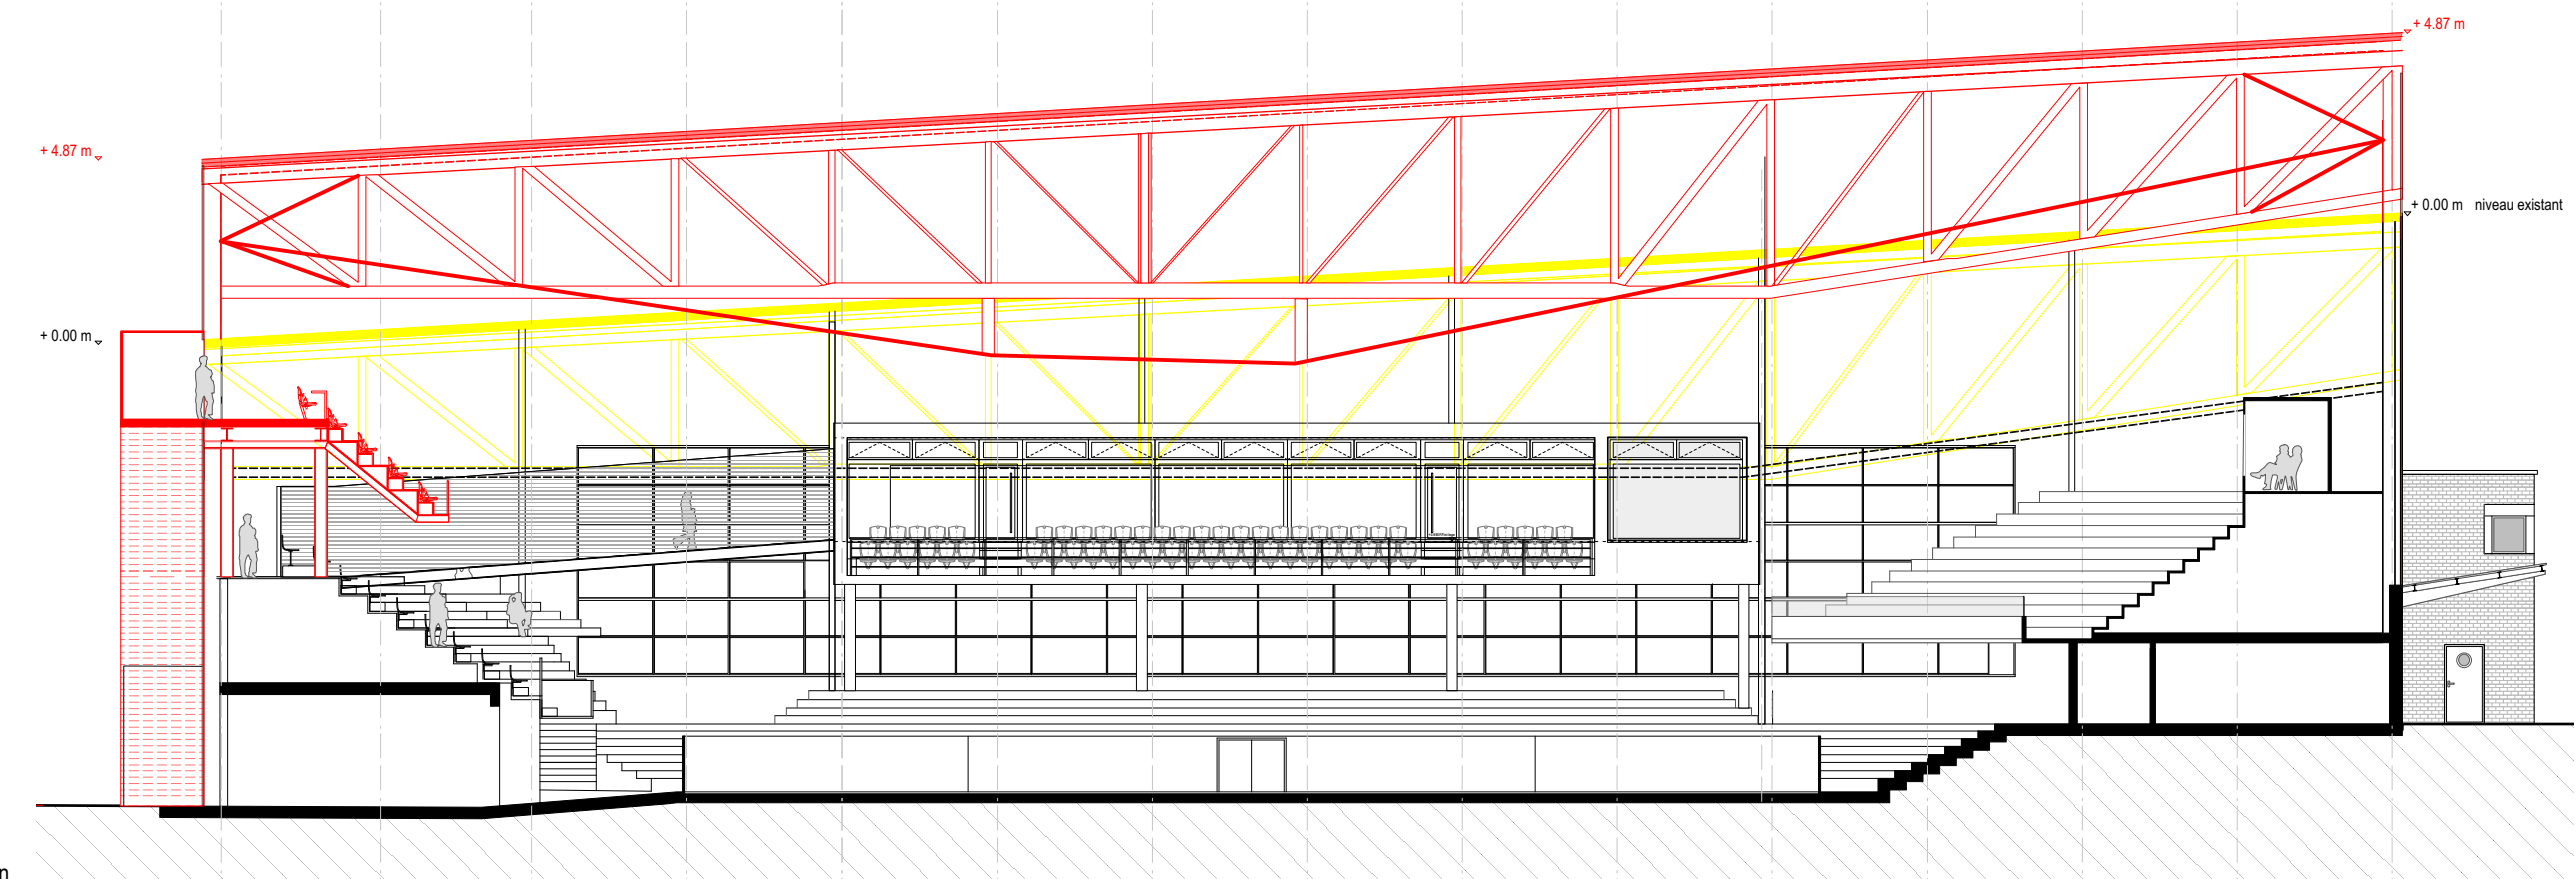 + 4.87 m
+ 4.87 m
+ 0.00 m niveau existant
+ 0.00 m
n